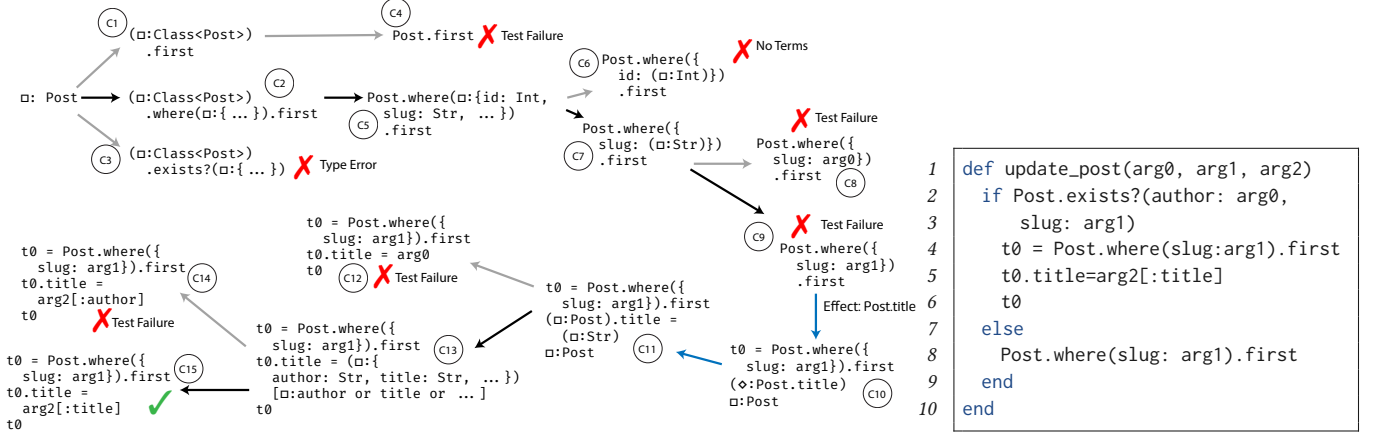 C1
(□:Class<Post>)
.first
C4
Post.first
✗
Test Failure
□: Post
(□:Class<Post>)
.where(□:{ … }).first
C2
Post.where(□:{id: Int,
slug: Str, …})
.first
C5
C3
(□:Class<Post>)
.exists?(□:{ … })
✗
Type Error
C6
Post.where({
id: (□:Int)})
.first
✗
No Terms
Post.where({
slug: (□:Str)})
.first
C7
✗
Test Failure
Post.where({
slug: arg0})
.first
C8
C9
✗
Test Failure
Post.where({
slug: arg1})
.first
Effect: Post.title
t0 = Post.where({
slug: arg1}).first
(◇:Post.title)
□:Post
C10
t0 = Post.where({
slug: arg1}).first
(□:Post).title =
(□:Str)
□:Post
C11
t0 = Post.where({
slug: arg1}).first
t0.title = arg0
t0
C12
✗
Test Failure
t0 = Post.where({
slug: arg1}).first
t0.title = (□:{
author: Str, title: Str, …})
[□:author or title or …]
t0
C13
t0 = Post.where({
slug: arg1}).first
t0.title =
arg2[:author]
t0
C14
✗
Test Failure
t0 = Post.where({
slug: arg1}).first
t0.title =
arg2[:title]
t0
C15
✓
1 def update_post(arg0, arg1, arg2)
2 if Post.exists?(author: arg0,
3 slug: arg1)
4 t0 = Post.where(slug:arg1).first
5 t0.title=arg2[:title]
6 t0
7 else
8 Post.where(slug: arg1).first
9 end
10 end